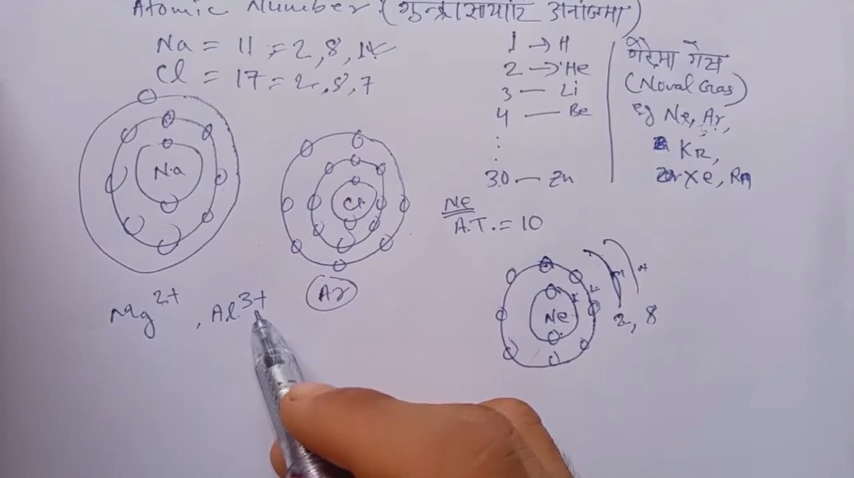 Atomic Number.
Na = 11 = 2, 8, 1
Cl = 17 = 2, 8, 7
1 → H
2 → He
3 — Li
4 — Be
30 — Zn
(Noval Gas)
eg Ne, Ar,
KR,
Xe, Rn
Na
Cl
Ne
A.T. = 10
Ar
Mg2+, Al3+
Ne
2, 8